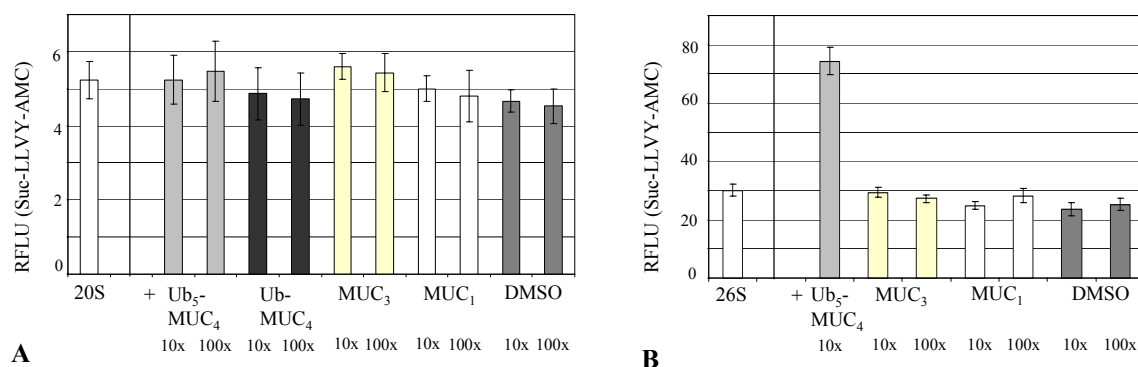 RFLU (Suc-LLVY-AMC)
6
4
2
0
20S + Ub5- Ub- MUC3 MUC1 DMSO
MUC4 MUC4
10x 100x 10x 100x 10x 100x 10x 100x 10x 100x
A
RFLU (Suc-LLVY-AMC)
80
60
40
20
0
26S + Ub5- MUC3 MUC1 DMSO
MUC4
10x 10x 100x 10x 100x 10x 100x
B